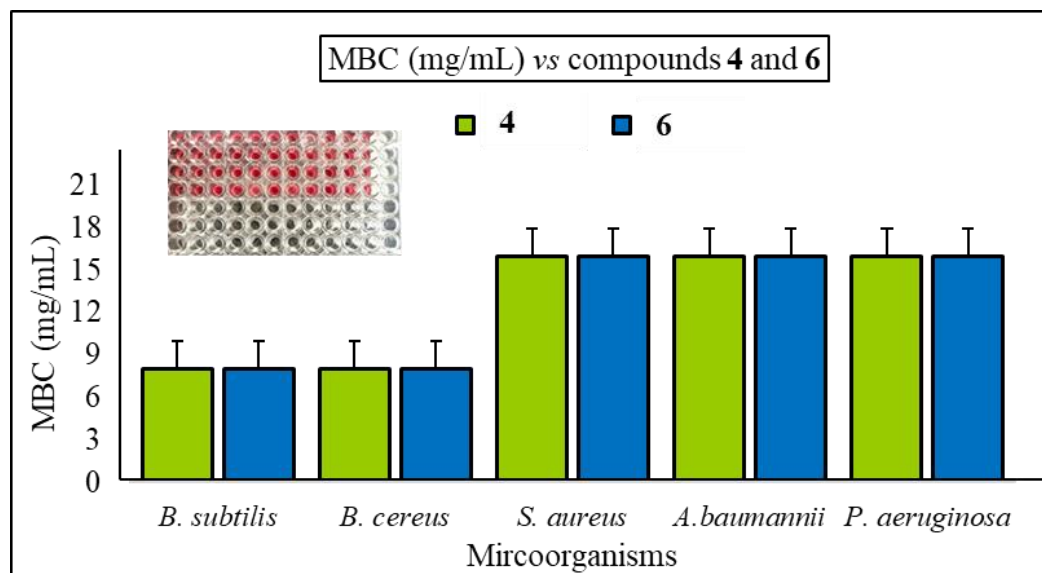 MBC (mg/mL) vs compounds 4 and 6
4 6
MBC (mg/mL)
21
18
15
12
9
6
3
0
B. subtilis B. cereus S. aureus A.baumannii P. aeruginosa
Mircoorganisms